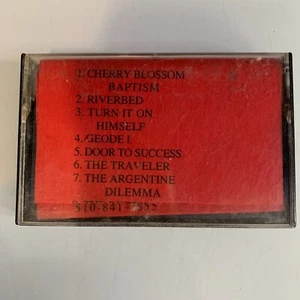 1. CHERRY BLOSSOM
BAPTISM
2. RIVERBED
3. TURN IT ON
HIMSELF
4. GEODE I
5. DOOR TO SUCCESS
6. THE TRAVELER
7. THE ARGENTINE
DILEMMA